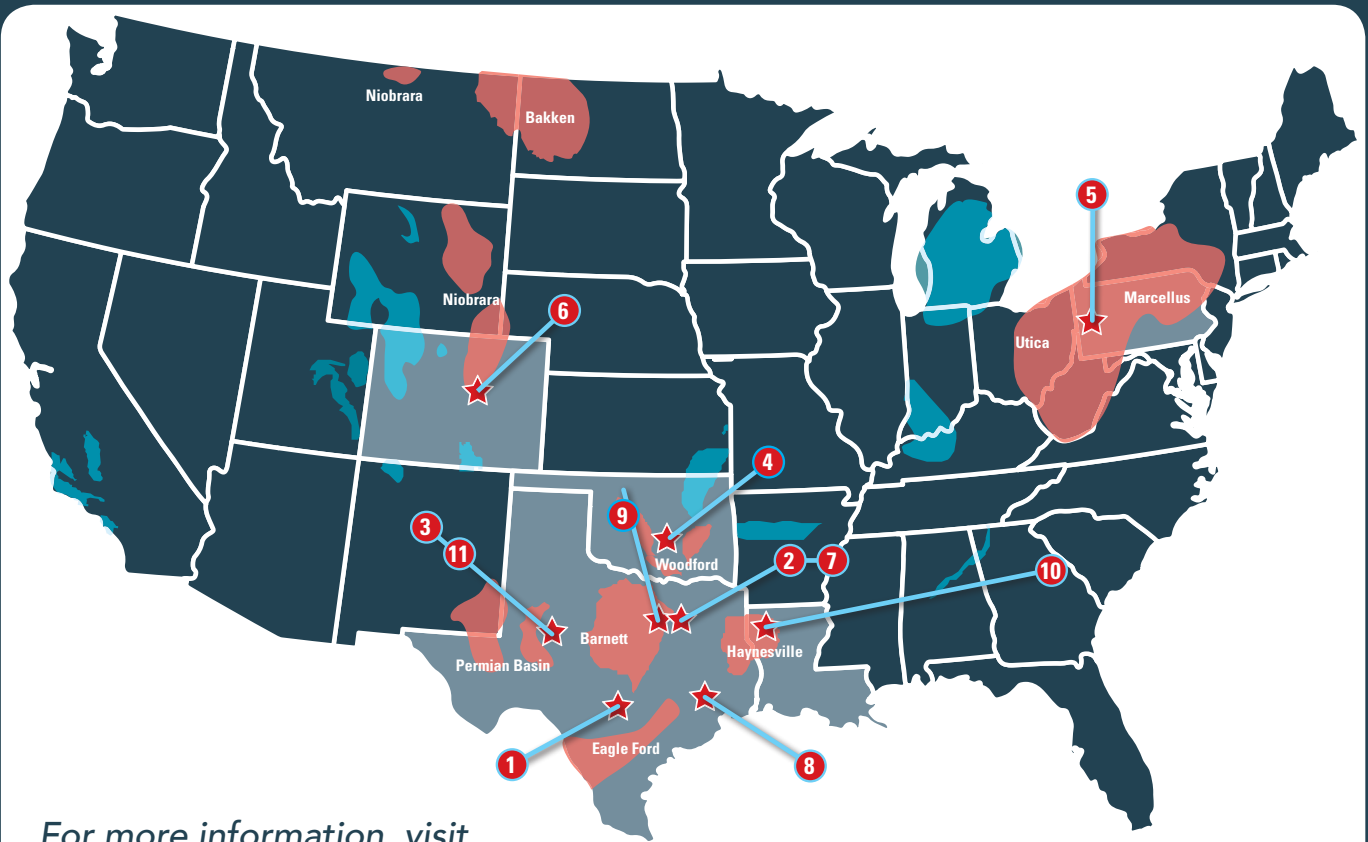 Niobrara
Bakken
5
Niobrara
6
Marcellus
Utica
4
9
3
11
Woodford
2
7
10
Barnett
Haynesville
Permian Basin
Eagle Ford
1
8
For more information, visit